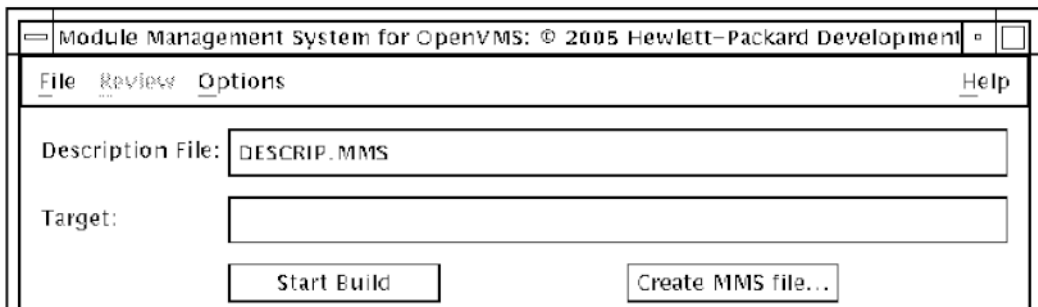 Module Management System for OpenVMS: © 2005 Hewlett-Packard Development
File Review Options Help
Description File: DESCRIP.MMS
Target:
Start Build Create MMS file...